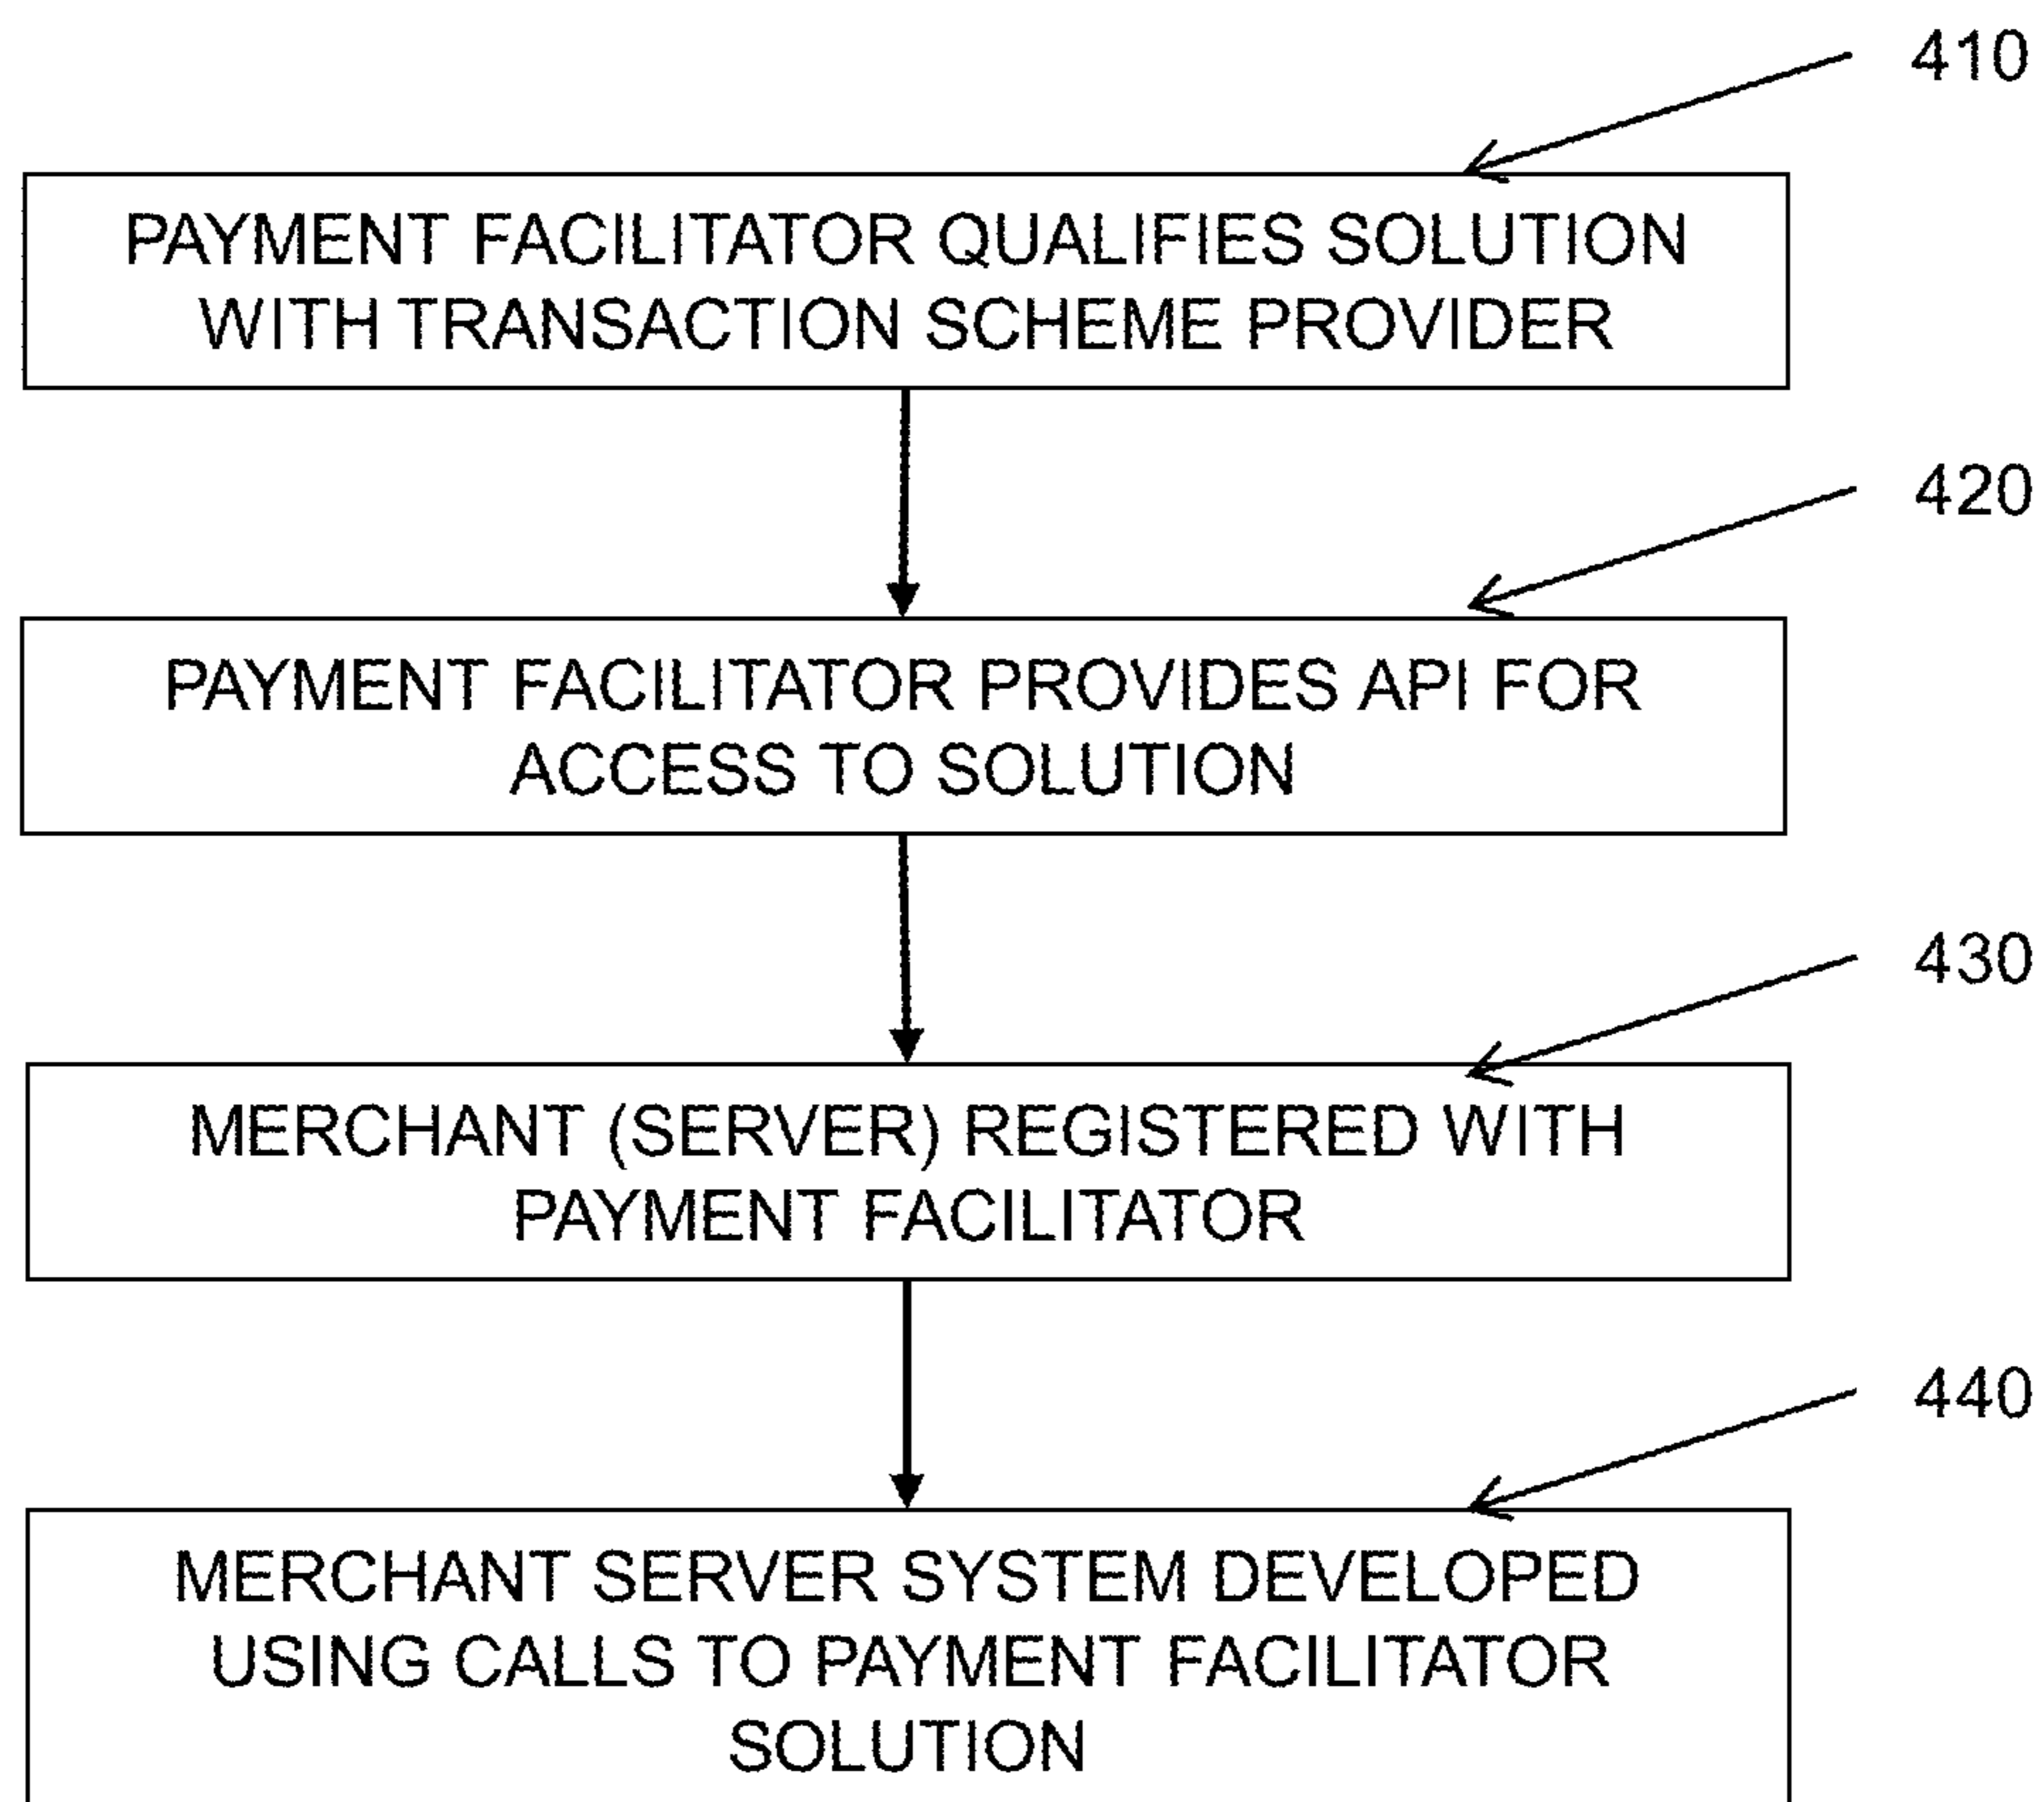 410
PAYMENT FACILITATOR QUALIFIES SOLUTION
WITH TRANSACTION SCHEME PROVIDER
420
PAYMENT FACILITATOR PROVIDES API FOR
ACCESS TO SOLUTION
430
MERCHANT (SERVER) REGISTERED WITH
PAYMENT FACILITATOR
440
MERCHANT SERVER SYSTEM DEVELOPED
USING CALLS TO PAYMENT FACILITATOR
SOLUTION